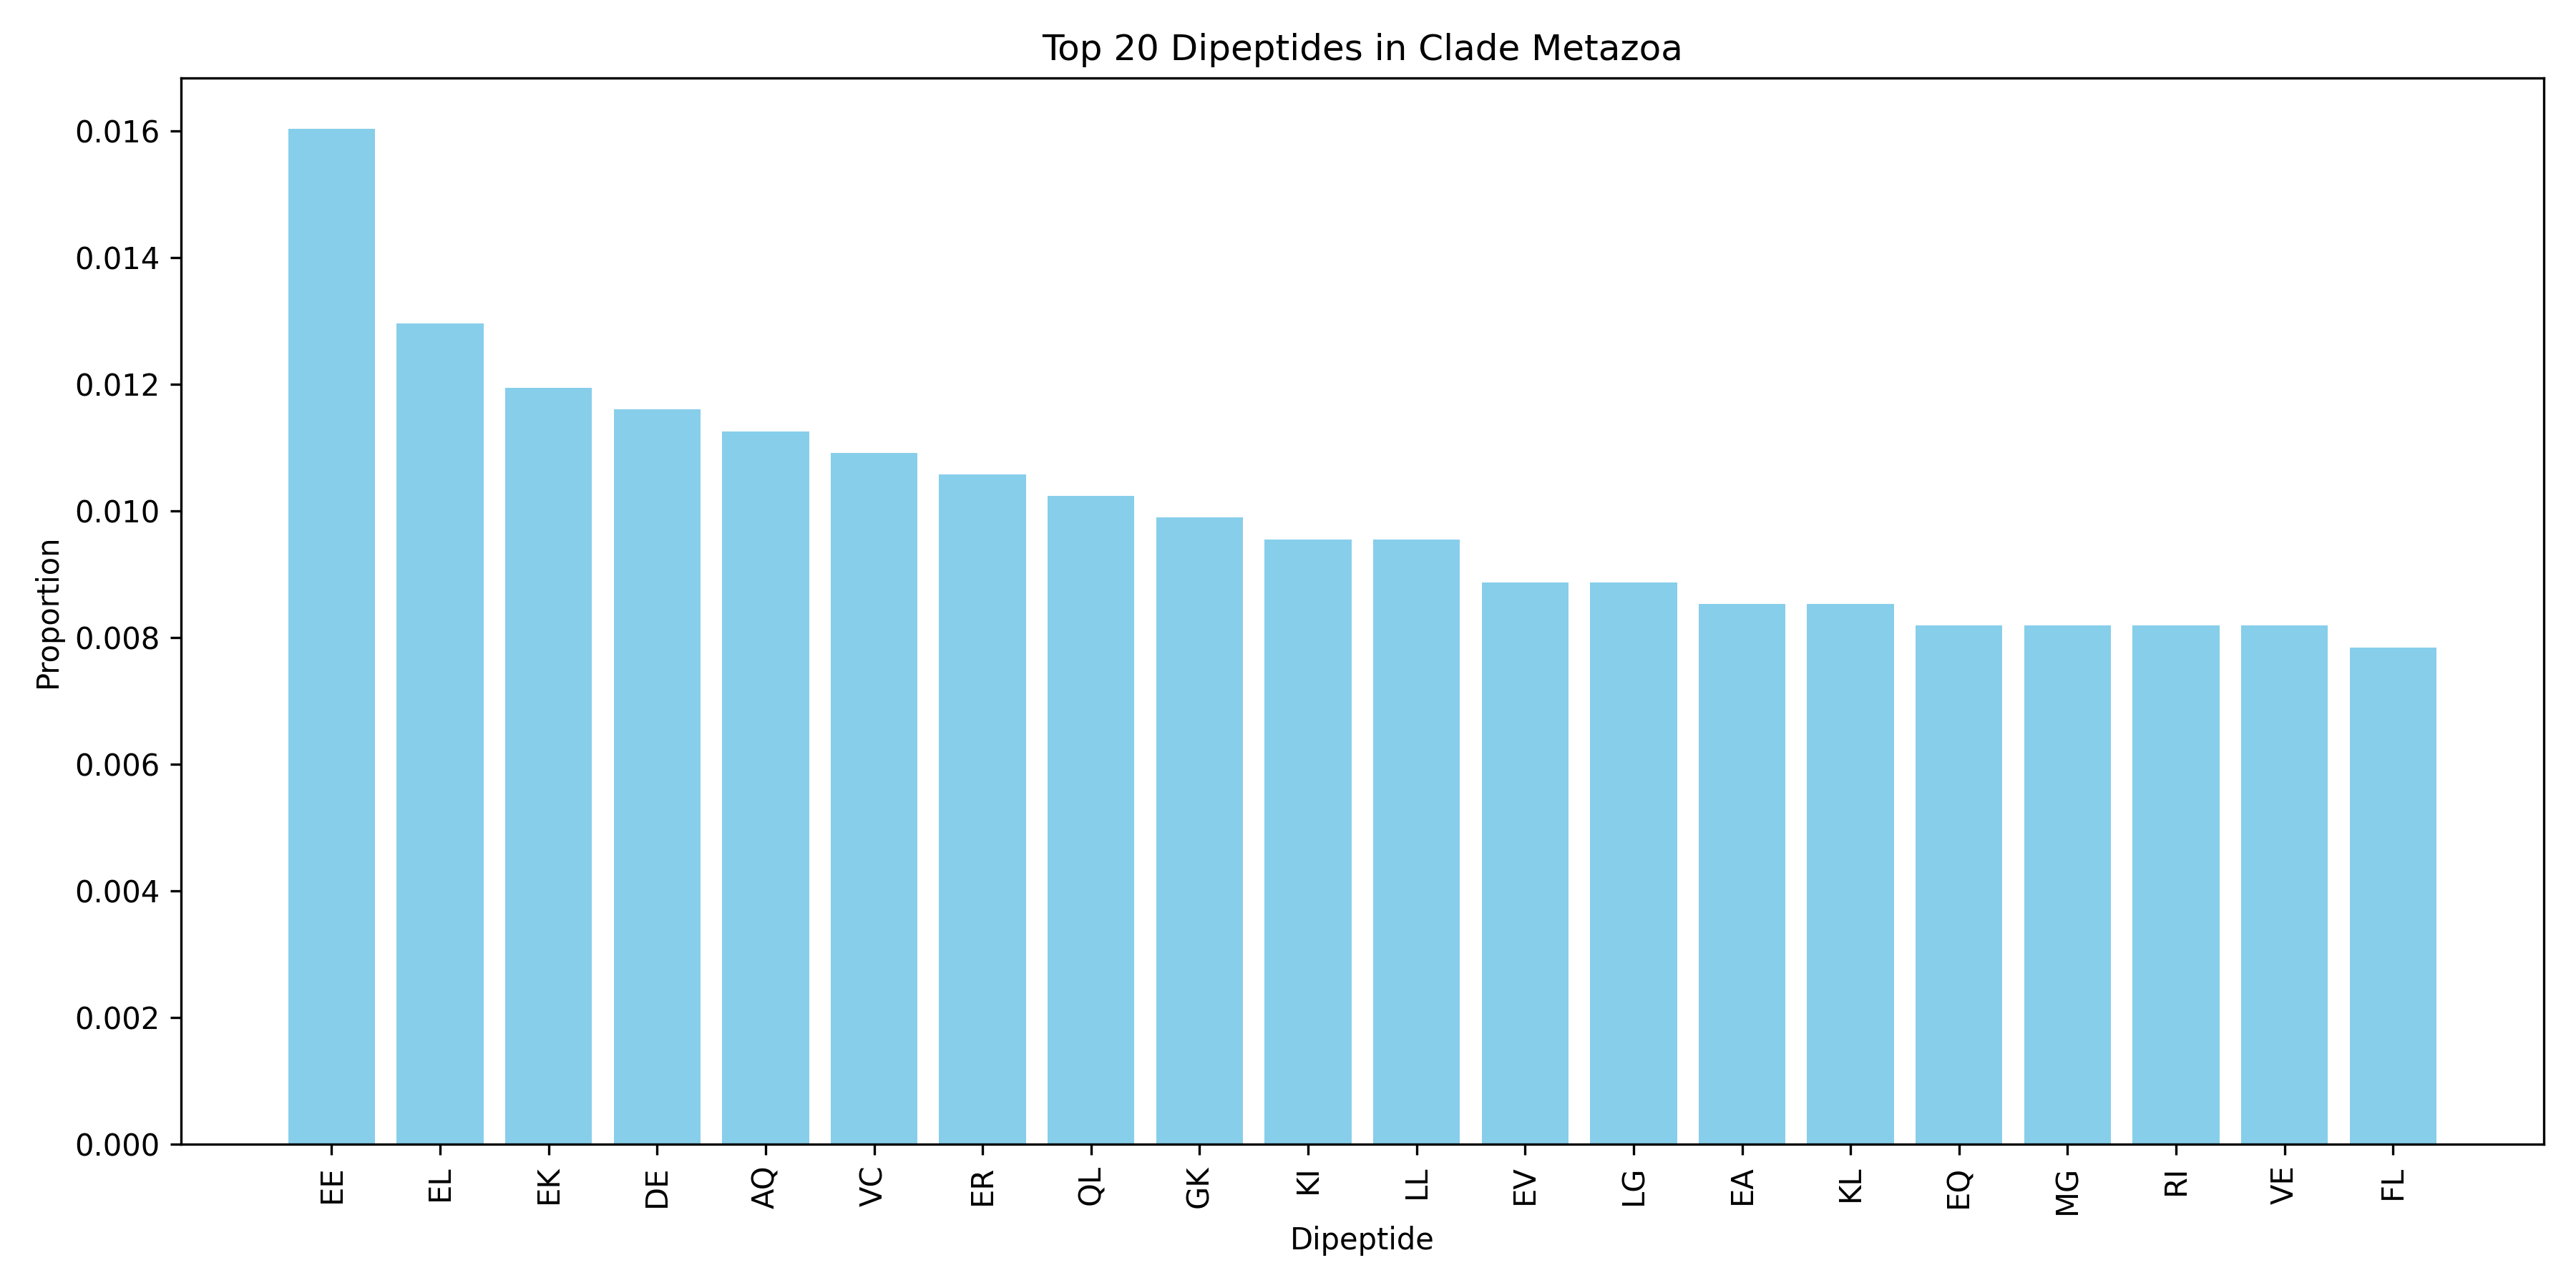 Top 20 Dipeptides in Clade Metazoa
Proportion
0.016
0.014
0.012
0.010
0.008
0.006
0.004
0.002
0.000
EE
EL
EK
DE
AQ
VC
ER
QL
GK
KI
LL
EV
LG
EA
KL
EQ
MG
RI
VE
FL
Dipeptide